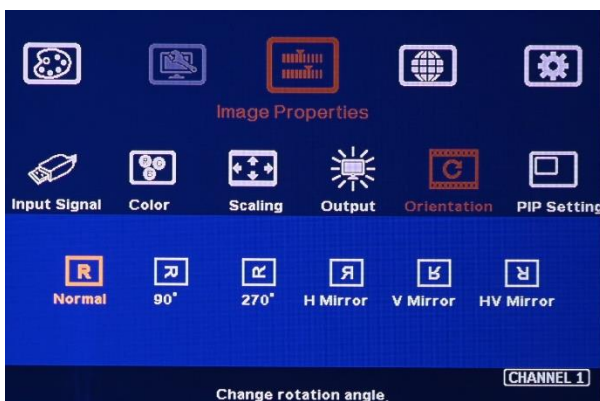 Image Properties
Input Signal Color Scaling Output Orientation PIP Setting
R
Normal 90° 270° H Mirror V Mirror HV Mirror
CHANNEL 1
Change rotation angle.